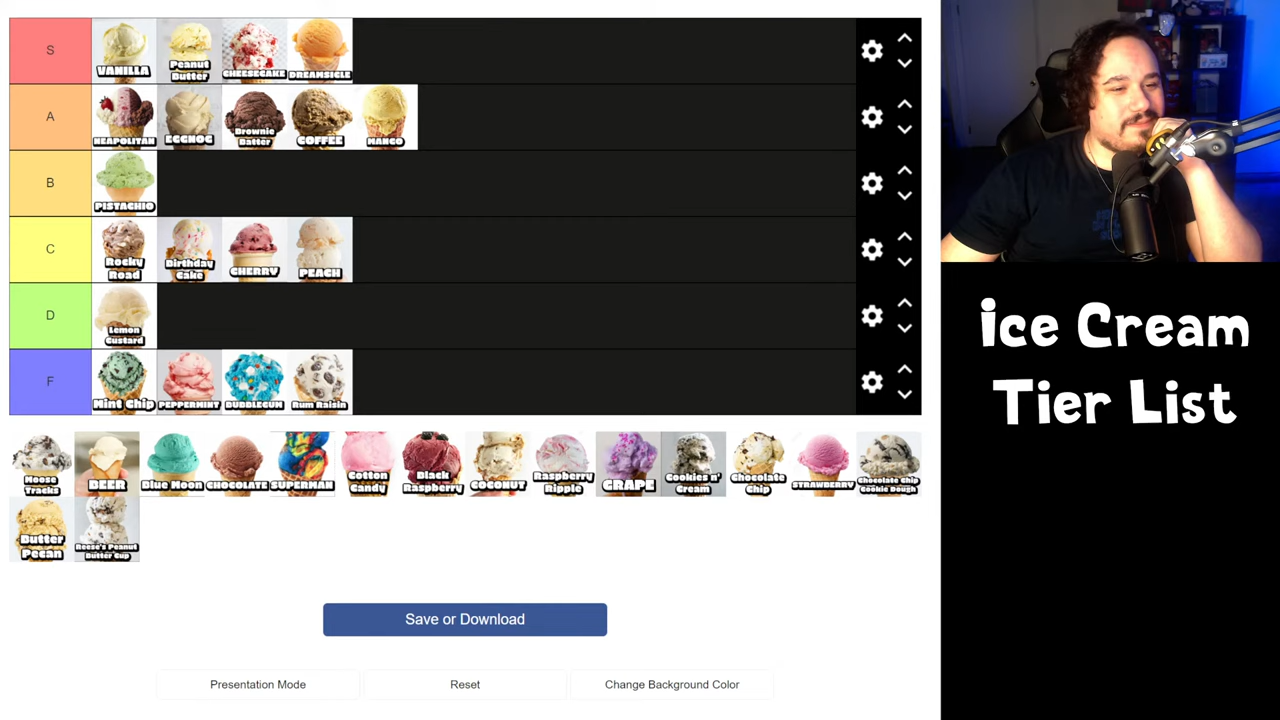 S
VANILLA
Peanut
Butter
CHEESECAKE
DREAMSICLE
A
NEAPOLITAN
EGGNOG
Brownie
Batter
COFFEE
MANGO
B
PISTACHIO
C
Rocky
Road
Birthday
Cake
CHERRY
PEACH
D
Lemon
Custard
F
Mint Chip
PEPPERMINT
BUBBLEGUM
Rum Raisin
Moose
Tracks
BEER
Blue Moon
CHOCOLATE
SUPERMAN
Cotton
Candy
Black
Raspberry
COCONUT
Raspberry
Ripple
GRAPE
Cookies n'
Cream
Chocolate
Chip
STRAWBERRY
Chocolate Chip
Cookie Dough
Butter
Pecan
Reese's Peanut
Butter Cup
Save or Download
Presentation Mode
Reset
Change Background Color
Ice Cream
Tier List